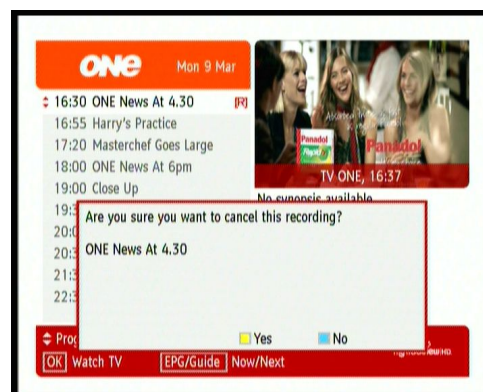 ONE Mon 9 Mar
16:30 ONE News At 4.30 [R]
16:55 Harry's Practice
17:20 Masterchef Goes Large
18:00 ONE News At 6pm
19:00 Close Up
Panadol
Panadol
TV ONE, 16:37
No synopsis available
Are you sure you want to cancel this recording?
ONE News At 4.30
Yes No
OK Watch TV EPG/Guide Now/Next